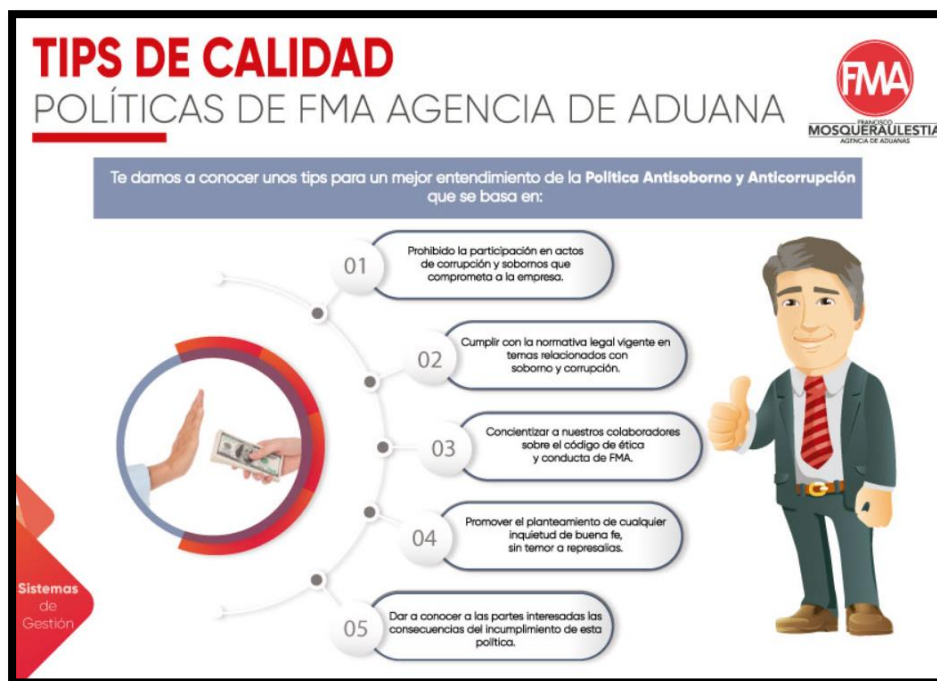 TIPS DE CALIDAD
POLÍTICAS DE FMA AGENCIA DE ADUANA
FMA
FRANCISCO
MOSQUERAULESTIA
AGENCIA DE ADUANAS
Te damos a conocer unos tips para un mejor entendimiento de la Política Antisoborno y Anticorrupción
que se basa en:
01
Prohibido la participación en actos
de corrupción y sobornos que
comprometa a la empresa.
02
Cumplir con la normativa legal vigente en
temas relacionados con
soborno y corrupción.
03
Concientizar a nuestros colaboradores
sobre el código de ética
y conducta de FMA.
04
Promover el planteamiento de cualquier
inquietud de buena fe,
sin temor a represalias.
05
Dar a conocer a las partes interesadas las
consecuencias del incumplimiento de esta
política.
Sistemas
de
Gestión